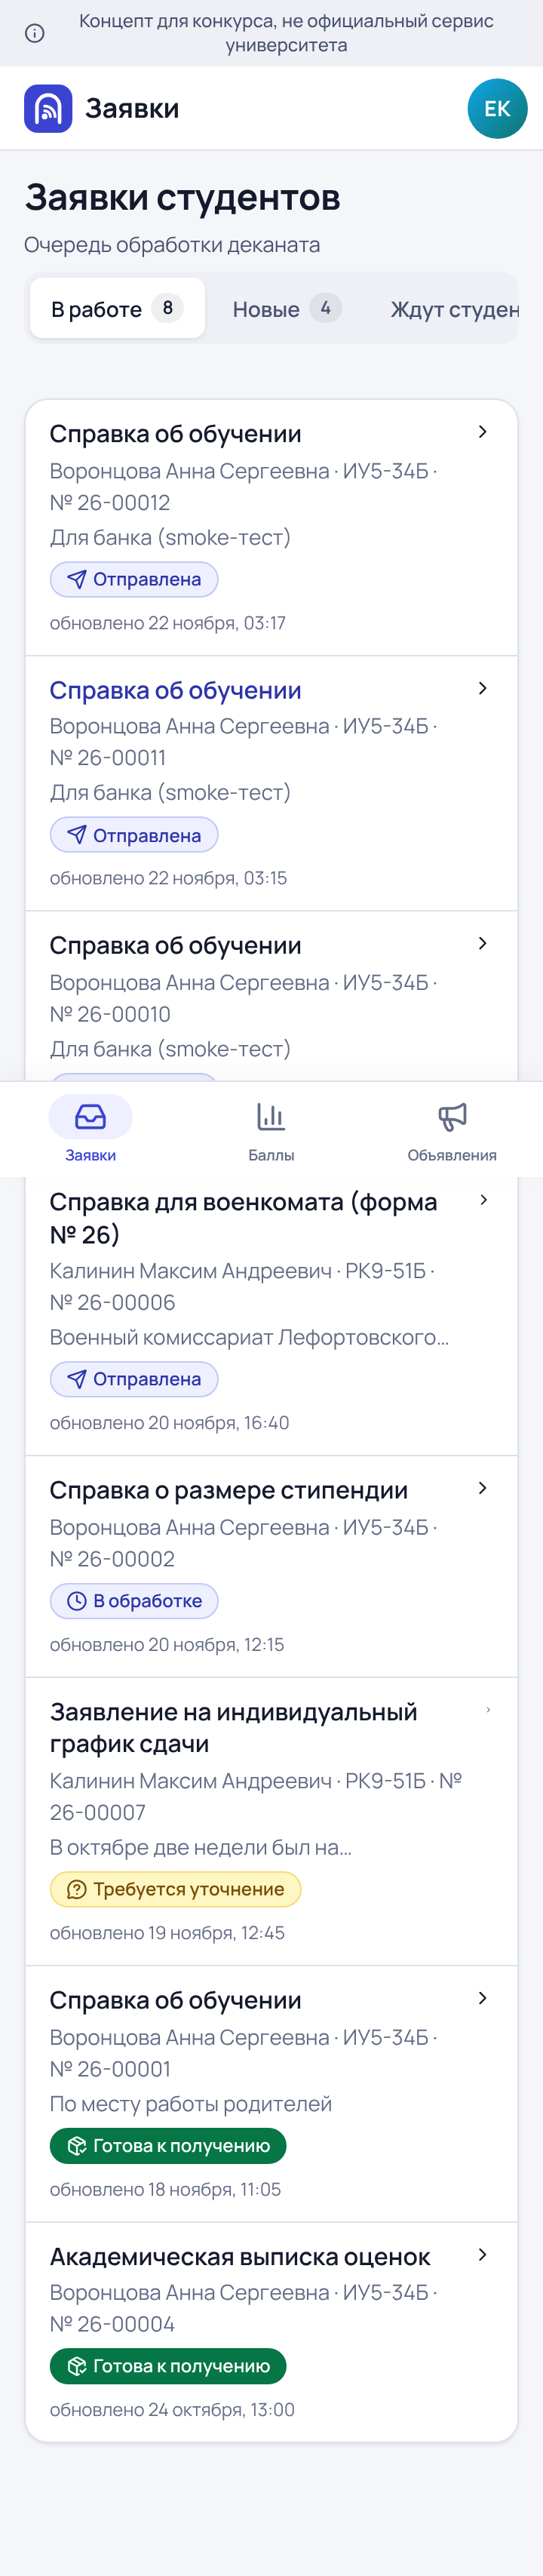 Концепт для конкурса, не официальный сервис
университета
Заявки
ЕК
Заявки студентов
Очередь обработки деканата
В работе 8
Новые 4
Ждут студен
Справка об обучении
Воронцова Анна Сергеевна · ИУ5-34Б ·
№ 26-00012
Для банка (smoke-тест)
Отправлена
обновлено 22 ноября, 03:17
Справка об обучении
Воронцова Анна Сергеевна · ИУ5-34Б ·
№ 26-00011
Для банка (smoke-тест)
Отправлена
обновлено 22 ноября, 03:15
Справка об обучении
Воронцова Анна Сергеевна · ИУ5-34Б ·
№ 26-00010
Для банка (smoke-тест)
Заявки
Баллы
Объявления
Справка для военкомата (форма
№ 26)
Калинин Максим Андреевич · РК9-51Б ·
№ 26-00006
Военный комиссариат Лефортовского…
Отправлена
обновлено 20 ноября, 16:40
Справка о размере стипендии
Воронцова Анна Сергеевна · ИУ5-34Б ·
№ 26-00002
В обработке
обновлено 20 ноября, 12:15
Заявление на индивидуальный
график сдачи
Калинин Максим Андреевич · РК9-51Б · №
26-00007
В октябре две недели был на…
Требуется уточнение
обновлено 19 ноября, 12:45
Справка об обучении
Воронцова Анна Сергеевна · ИУ5-34Б ·
№ 26-00001
По месту работы родителей
Готова к получению
обновлено 18 ноября, 11:05
Академическая выписка оценок
Воронцова Анна Сергеевна · ИУ5-34Б ·
№ 26-00004
Готова к получению
обновлено 24 октября, 13:00